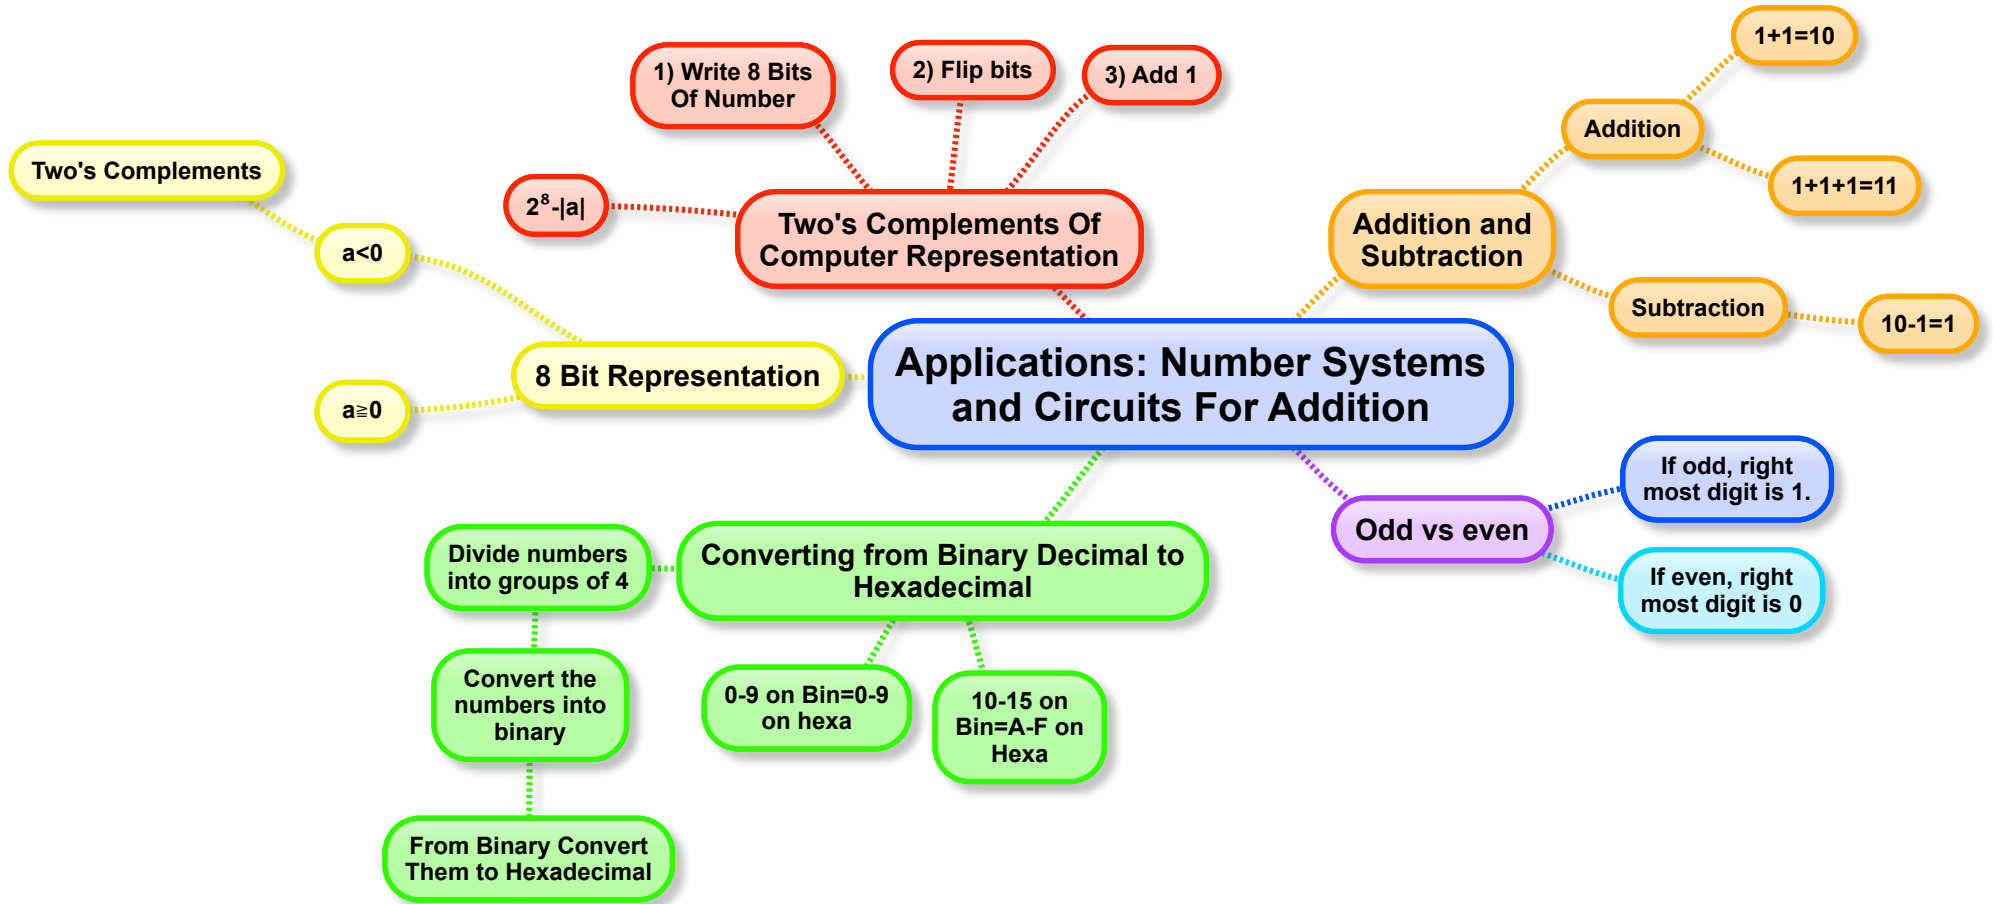 Applications: Number Systems
and Circuits For Addition
Two's Complements Of
Computer Representation
2⁸-|a|
1) Write 8 Bits
Of Number
2) Flip bits
3) Add 1
Addition and
Subtraction
Addition
1+1=10
1+1+1=11
Subtraction
10-1=1
Odd vs even
If odd, right
most digit is 1.
If even, right
most digit is 0
Converting from Binary Decimal to
Hexadecimal
Divide numbers
into groups of 4
Convert the
numbers into
binary
From Binary Convert
Them to Hexadecimal
0-9 on Bin=0-9
on hexa
10-15 on
Bin=A-F on
Hexa
8 Bit Representation
a<0
Two's Complements
a≧0